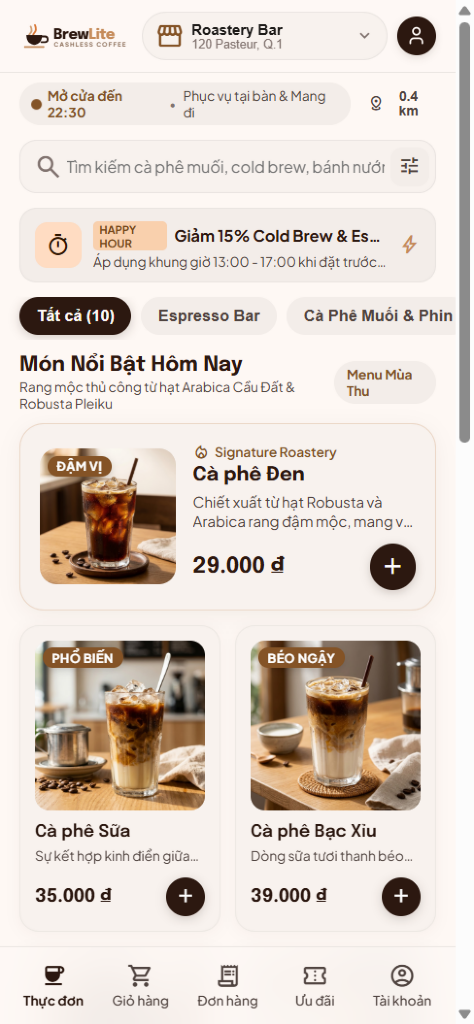 BrewLite
CASHLESS COFFEE
Roastery Bar
120 Pasteur, Q.1
Mở cửa đến
22:30
• Phục vụ tại bàn & Mang
đi
0.4
km
Tìm kiếm cà phê muối, cold brew, bánh nướn
HAPPY
HOUR
Giảm 15% Cold Brew & Es...
Áp dụng khung giờ 13:00 - 17:00 khi đặt trước...
Tất cả (10)
Espresso Bar
Cà Phê Muối & Phin
Món Nổi Bật Hôm Nay
Rang mộc thủ công từ hạt Arabica Cầu Đất &
Robusta Pleiku
Menu Mùa
Thu
ĐẬM VỊ
Signature Roastery
Cà phê Đen
Chiết xuất từ hạt Robusta và
Arabica rang đậm mộc, mang v...
29.000 đ
+
PHỔ BIẾN
Cà phê Sữa
Sự kết hợp kinh điển giữa...
35.000 đ
+
BÉO NGẬY
Cà phê Bạc Xỉu
Dòng sữa tươi thanh béo...
39.000 đ
+
Thực đơn
Giỏ hàng
Đơn hàng
Ưu đãi
Tài khoản